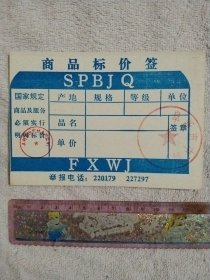 商品标价签
SPBJQ
国家规定
商品及服务
必须实行
明码标价
产地 规格 等级 单位
品名
单价
签章
FXWJ
举报电话：220179 227297